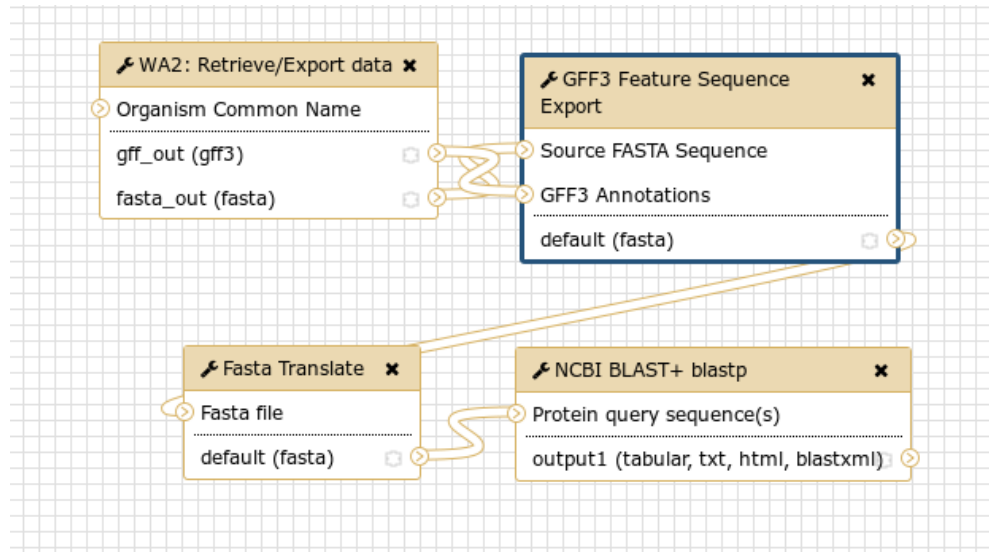 WA2: Retrieve/Export data
Organism Common Name
gff_out (gff3)
fasta_out (fasta)
GFF3 Feature Sequence
Export
Source FASTA Sequence
GFF3 Annotations
default (fasta)
Fasta Translate
Fasta file
default (fasta)
NCBI BLAST+ blastp
Protein query sequence(s)
output1 (tabular, txt, html, blastxml)